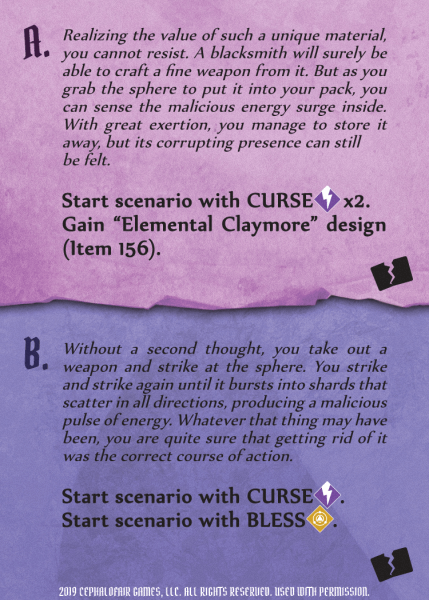 A. Realizing the value of such a unique material,
you cannot resist. A blacksmith will surely be
able to craft a fine weapon from it. But as you
grab the sphere to put it into your pack, you
can sense the malicious energy surge inside.
With great exertion, you manage to store it
away, but its corrupting presence can still
be felt.
Start scenario with CURSE x2.
Gain “Elemental Claymore” design
(Item 156).
B. Without a second thought, you take out a
weapon and strike at the sphere. You strike
and strike again until it bursts into shards that
scatter in all directions, producing a malicious
pulse of energy. Whatever that thing may have
been, you are quite sure that getting rid of it
was the correct course of action.
Start scenario with CURSE.
Start scenario with BLESS.
2019 CEPHALOFAIR GAMES, LLC. ALL RIGHTS RESERVED. USED WITH PERMISSION.